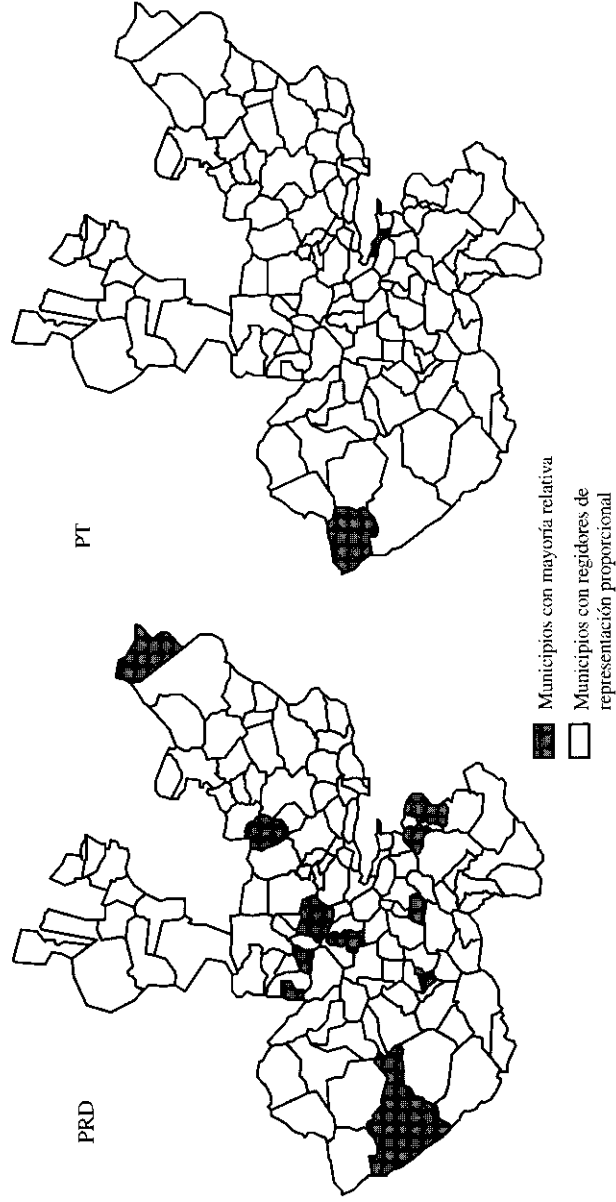 PRD
PT
Municipios con mayoría relativa
Municipios con regidores de
representación proporcional